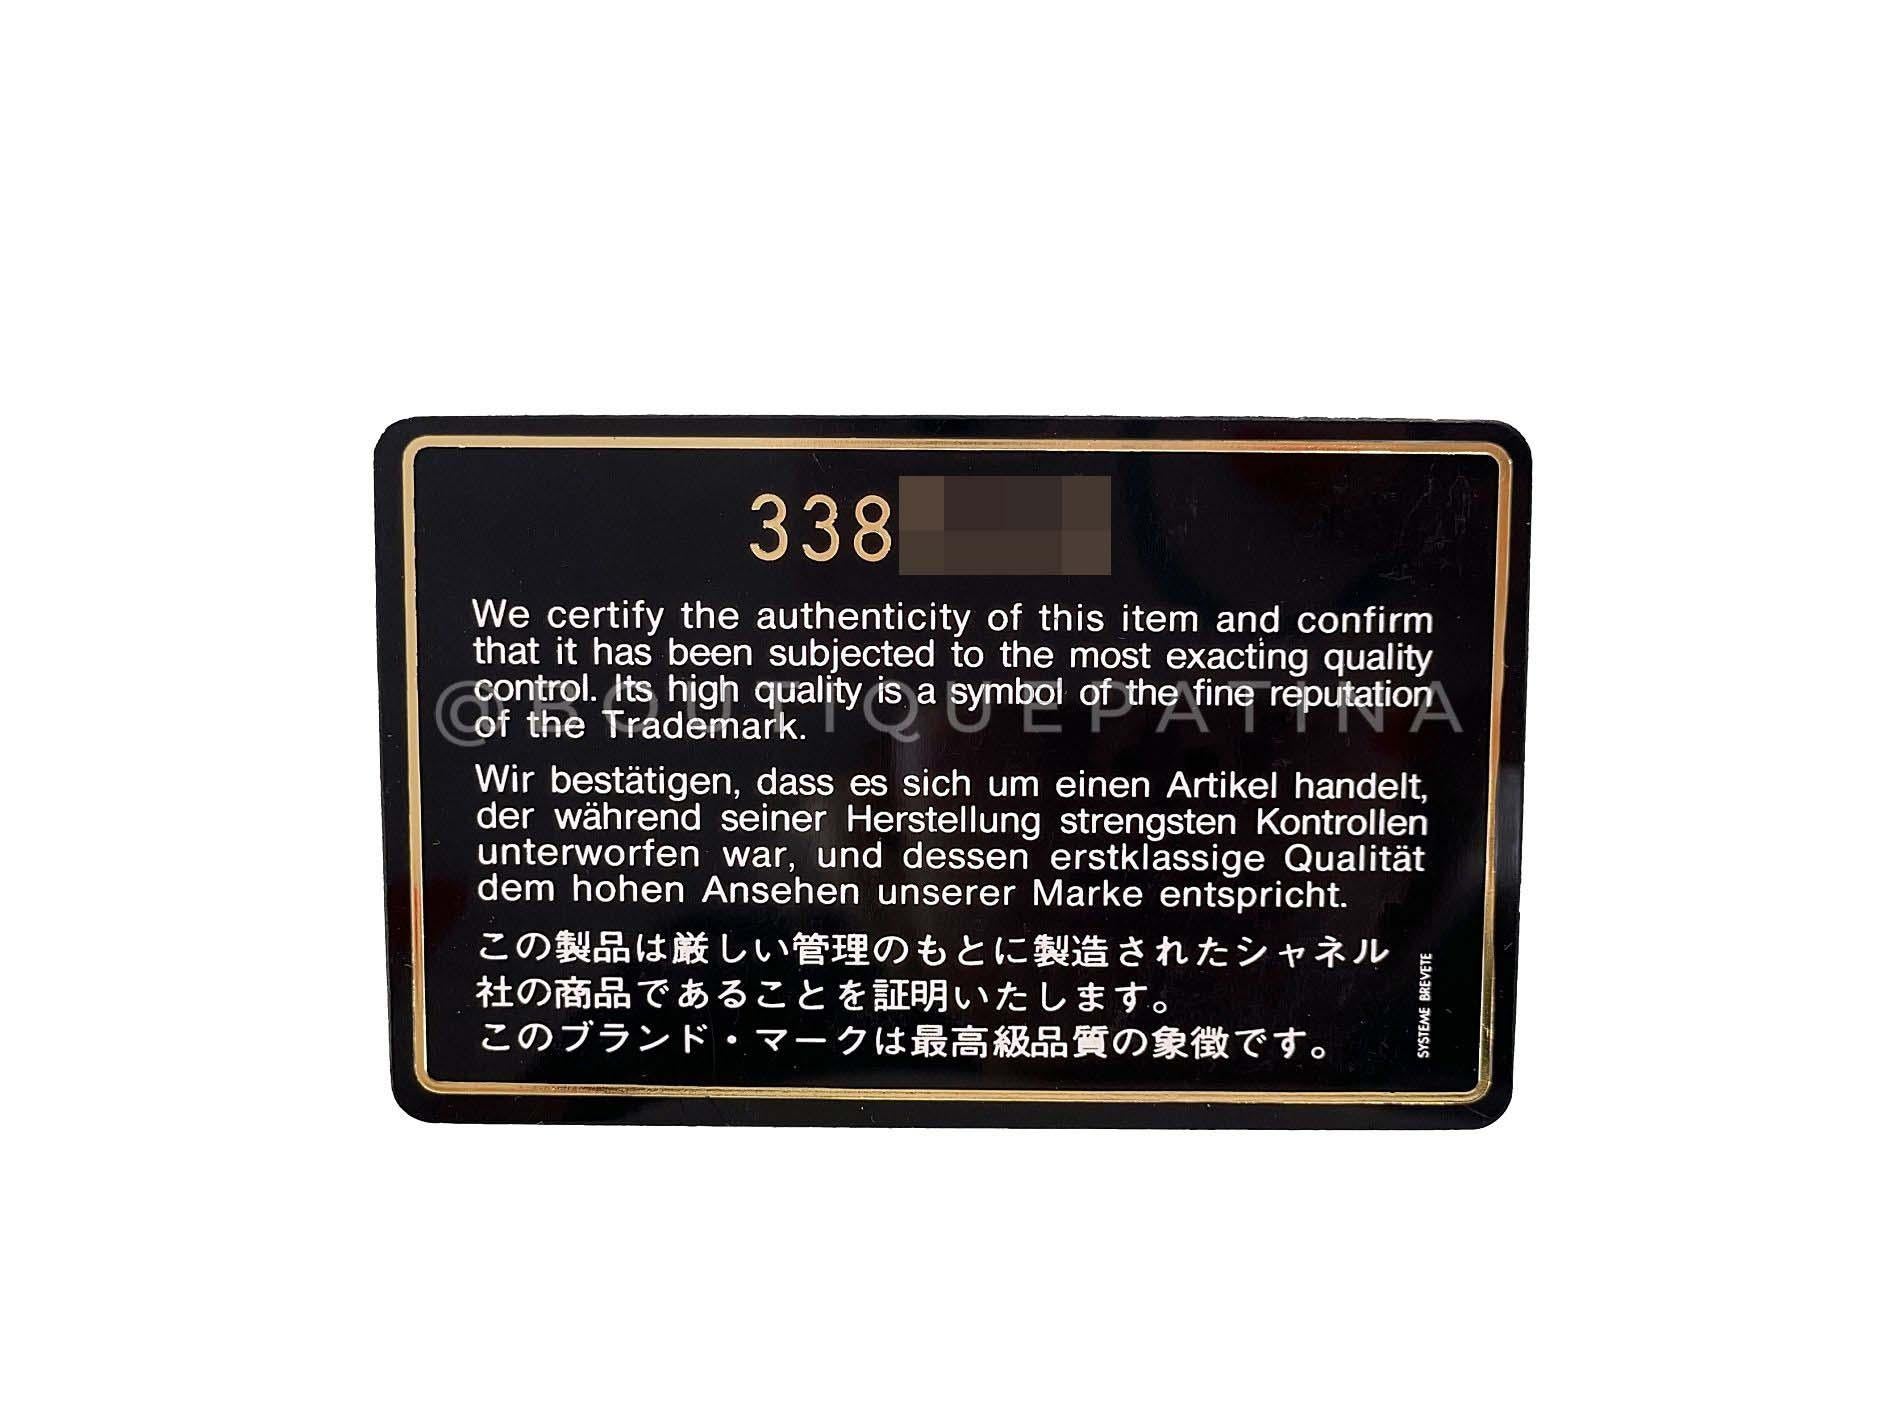 338
We certify the authenticity of this item and confirm
that it has been subjected to the most exacting quality
control. Its high quality is a symbol of the fine reputation
of the Trademark.
@BOUTIQUEPATINA
Wir bestätigen, dass es sich um einen Artikel handelt,
der während seiner Herstellung strengsten Kontrollen
unterworfen war, und dessen erstklassige Qualität
dem hohen Ansehen unserer Marke entspricht.
この製品は厳しい管理のもとに製造されたシャネル
社の商品であることを証明いたします。
このブランド・マークは最高級品質の象徴です。
SYSTEME BREVETE